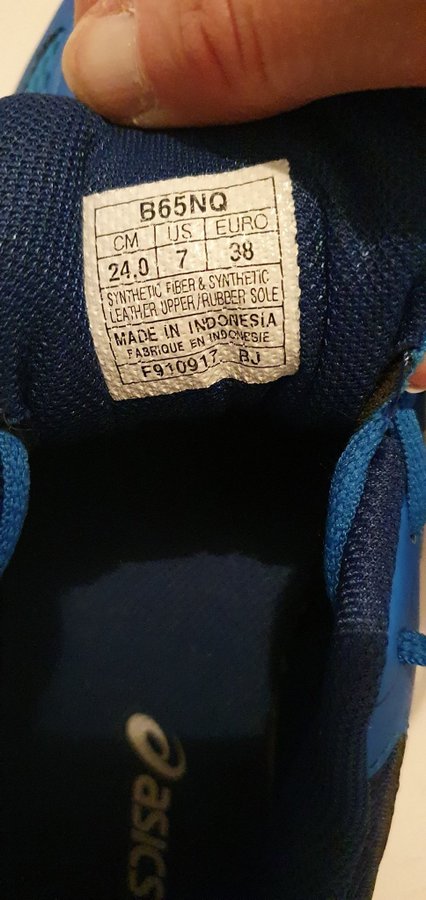 B65NQ
CM US EURO
24.0 7 38
SYNTHETIC FIBER & SYNTHETIC
LEATHER UPPER/RUBBER SOLE
MADE IN INDONESIA
FABRIQUE EN INDONESIE
F910917 BJ
asics